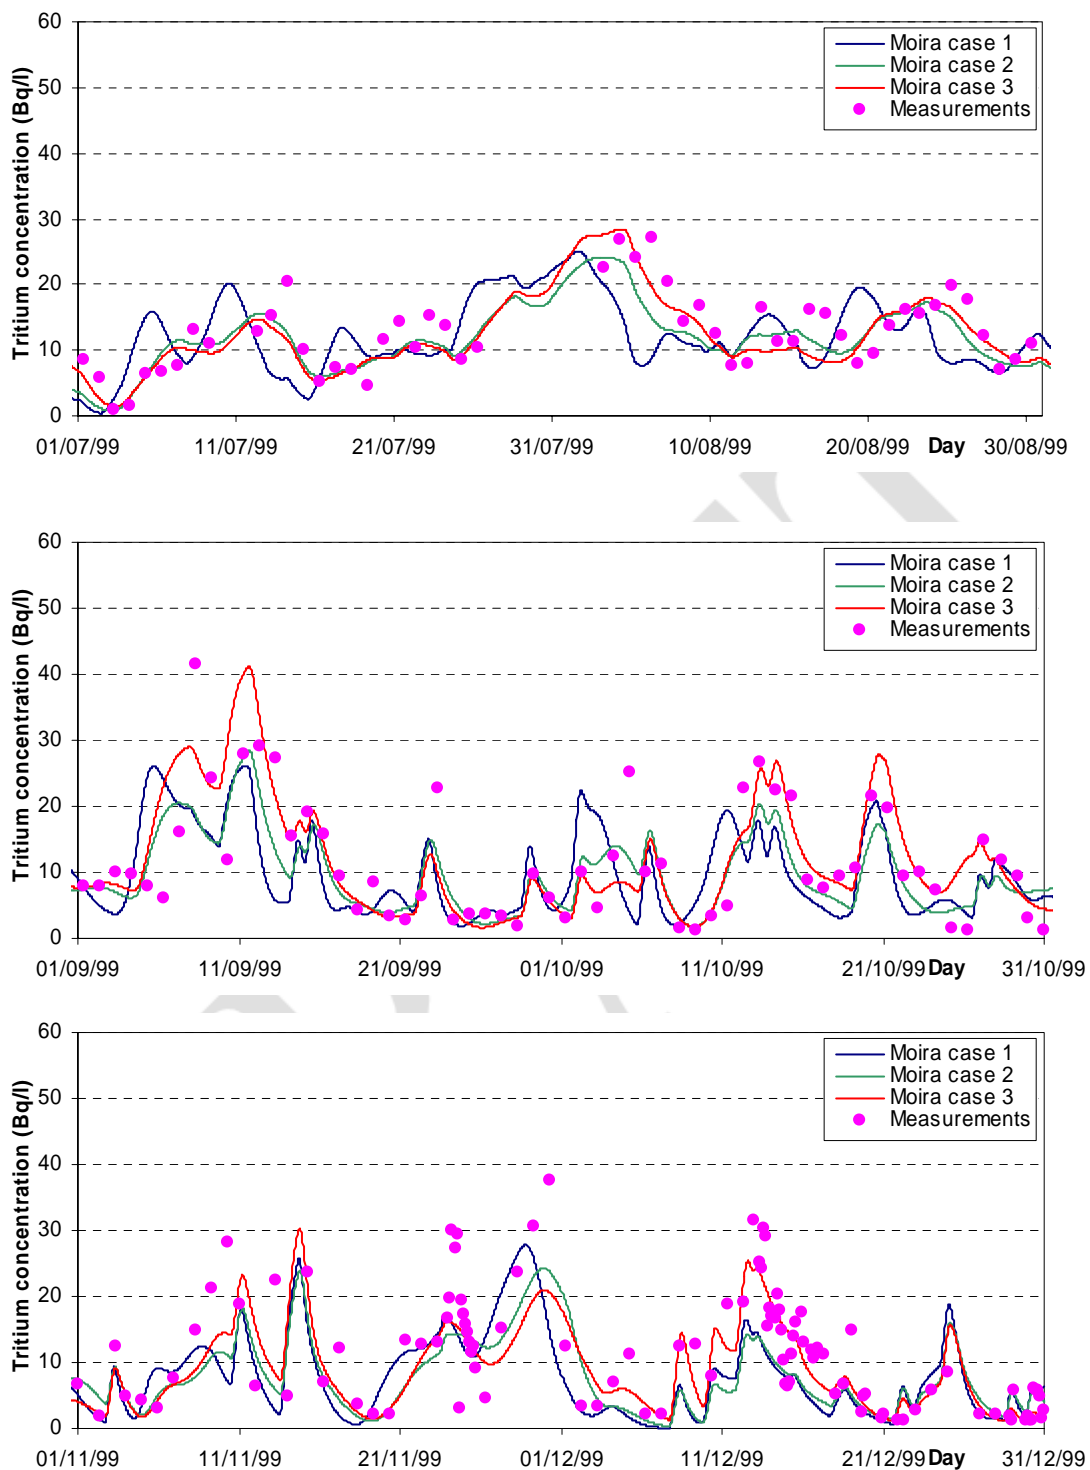 60
50
40
30
20
10
0
Tritium concentration (Bq/l)
Moira case 1
Moira case 2
Moira case 3
Measurements
01/07/99 11/07/99 21/07/99 31/07/99 10/08/99 20/08/99 Day 30/08/99
60
50
40
30
20
10
0
Tritium concentration (Bq/l)
Moira case 1
Moira case 2
Moira case 3
Measurements
01/09/99 11/09/99 21/09/99 01/10/99 11/10/99 21/10/99 Day 31/10/99
60
50
40
30
20
10
0
Tritium concentration (Bq/l)
Moira case 1
Moira case 2
Moira case 3
Measurements
01/11/99 11/11/99 21/11/99 01/12/99 11/12/99 21/12/99 Day 31/12/99